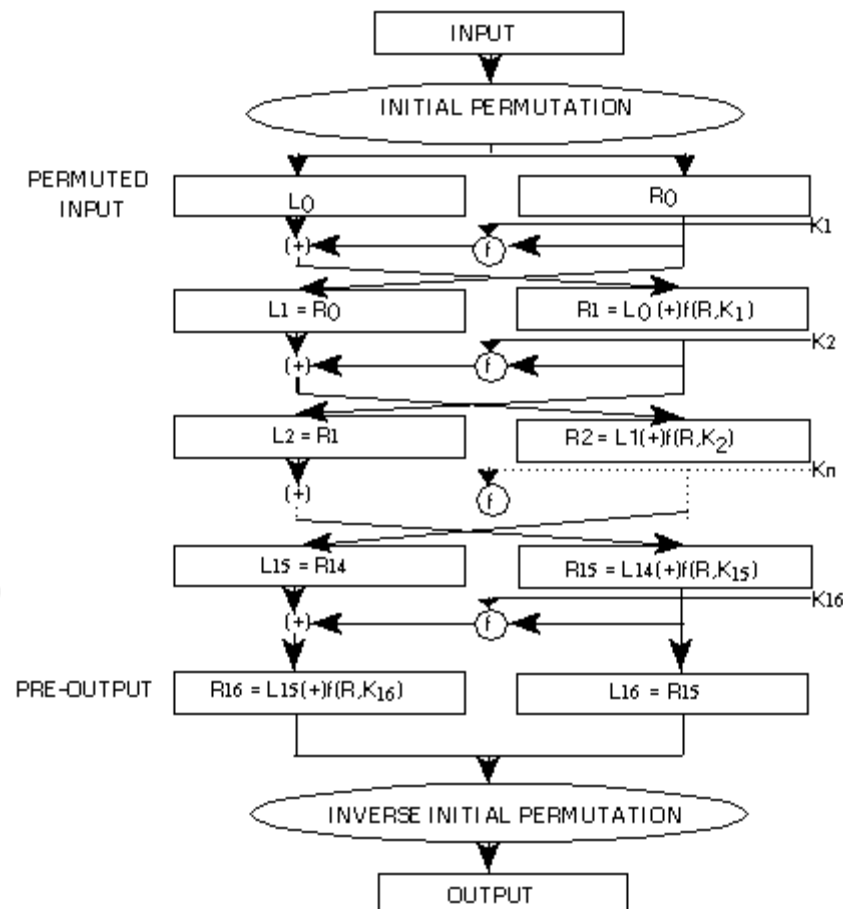 INPUT
INITIAL PERMUTATION
PERMUTED
INPUT
L0
R0
K1
(+)
f
L1 = R0
R1 = L0(+)f(R,K1)
K2
(+)
f
L2 = R1
R2 = L1(+)f(R,K2)
Kn
(+)
f
L15 = R14
R15 = L14(+)f(R,K15)
K16
(+)
f
PRE-OUTPUT
R16 = L15(+)f(R,K16)
L16 = R15
INVERSE INITIAL PERMUTATION
OUTPUT